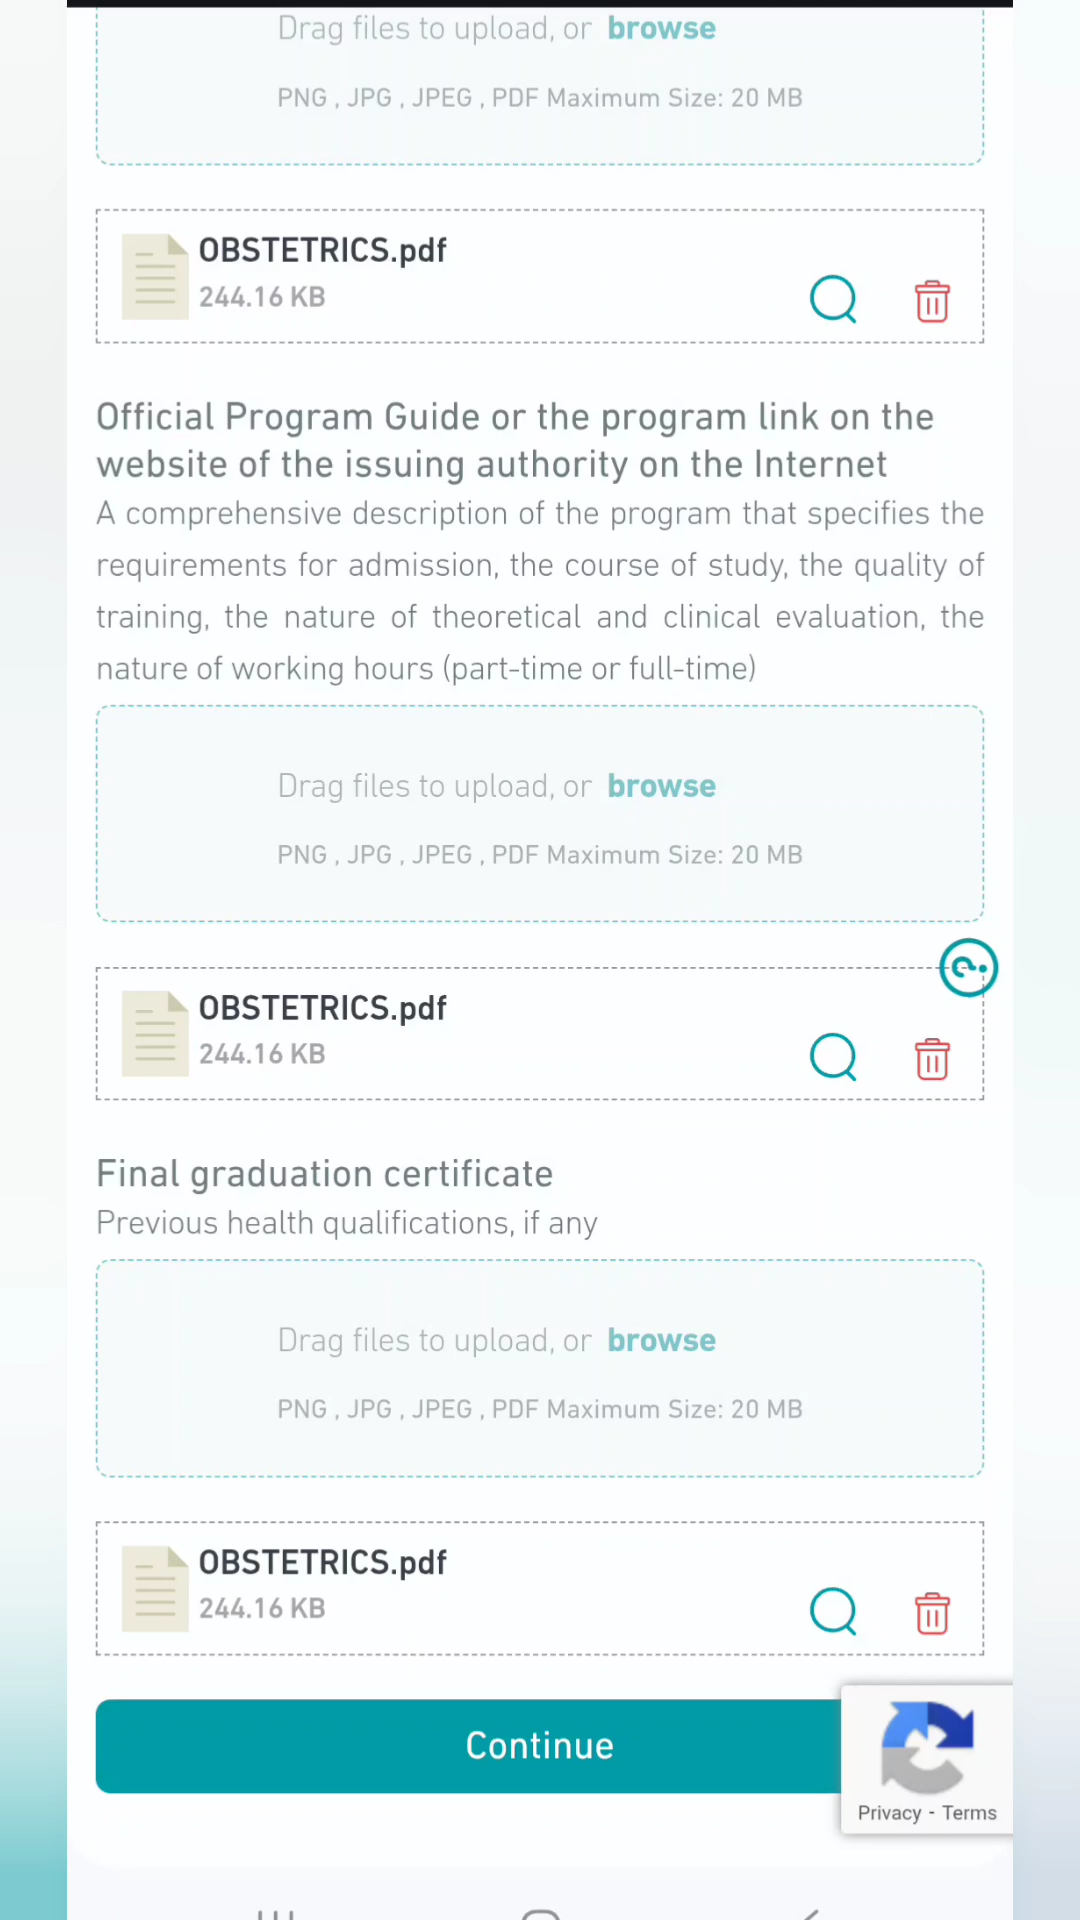 Drag files to upload, or browse
PNG , JPG , JPEG , PDF Maximum Size: 20 MB
OBSTETRICS.pdf
244.16 KB
Official Program Guide or the program link on the
website of the issuing authority on the Internet
A comprehensive description of the program that specifies the
requirements for admission, the course of study, the quality of
training, the nature of theoretical and clinical evaluation, the
nature of working hours (part-time or full-time)
Drag files to upload, or browse
PNG , JPG , JPEG , PDF Maximum Size: 20 MB
OBSTETRICS.pdf
244.16 KB
Final graduation certificate
Previous health qualifications, if any
Drag files to upload, or browse
PNG , JPG , JPEG , PDF Maximum Size: 20 MB
OBSTETRICS.pdf
244.16 KB
Continue
Privacy - Terms